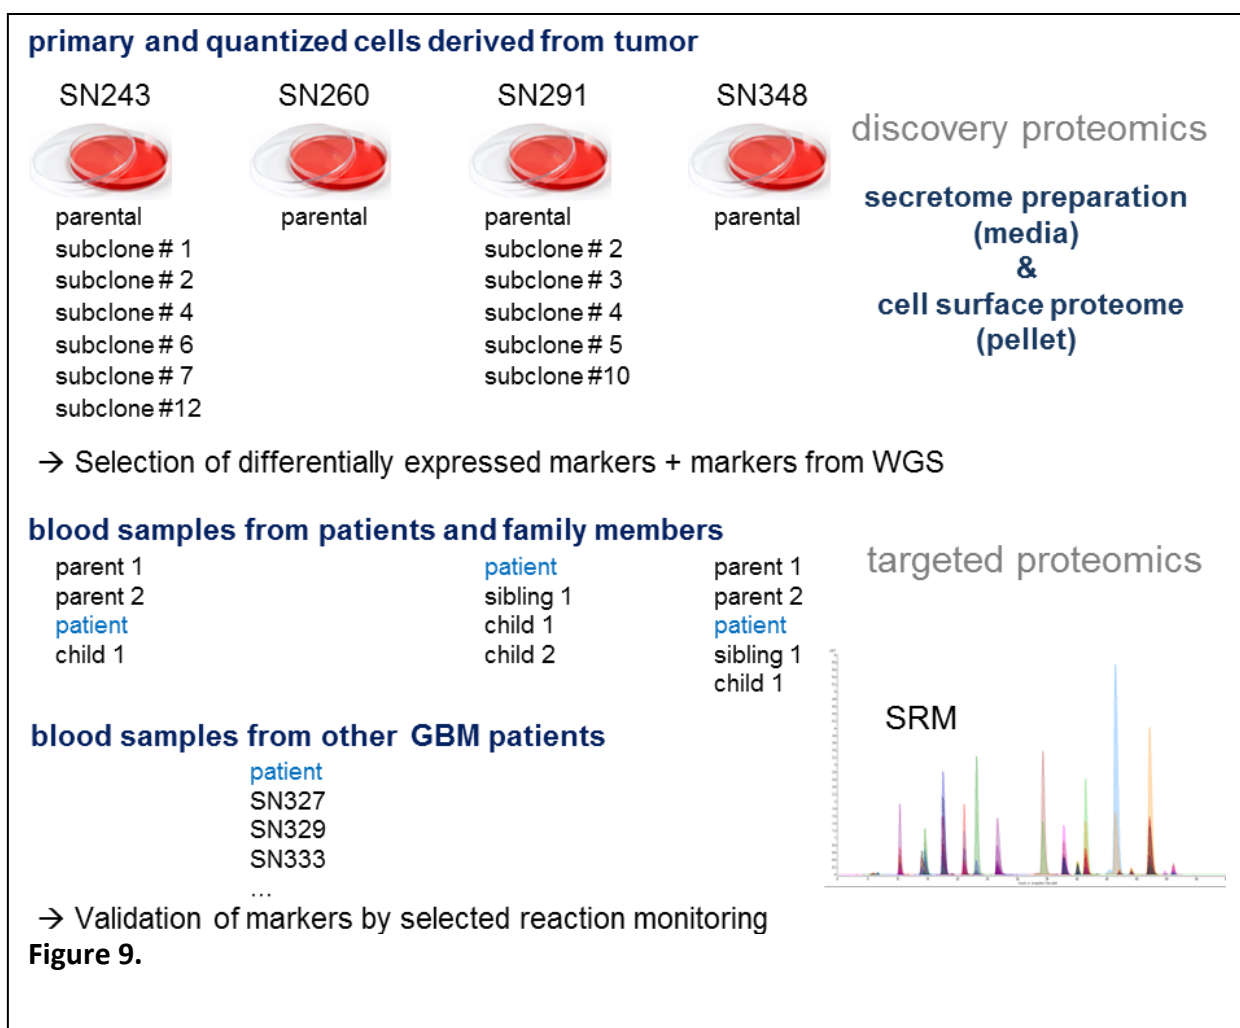 primary and quantized cells derived from tumor
SN243
SN260
SN291
SN348
parental
subclone # 1
subclone # 2
subclone # 4
subclone # 6
subclone # 7
subclone #12
parental
parental
subclone # 2
subclone # 3
subclone # 4
subclone # 5
subclone #10
parental
discovery proteomics
secretome preparation
(media)
&
cell surface proteome
(pellet)
→ Selection of differentially expressed markers + markers from WGS
blood samples from patients and family members
parent 1
parent 2
patient
child 1
patient
sibling 1
child 1
child 2
parent 1
parent 2
patient
sibling 1
child 1
targeted proteomics
SRM
blood samples from other GBM patients
patient
SN327
SN329
SN333
...
→ Validation of markers by selected reaction monitoring
Figure 9.